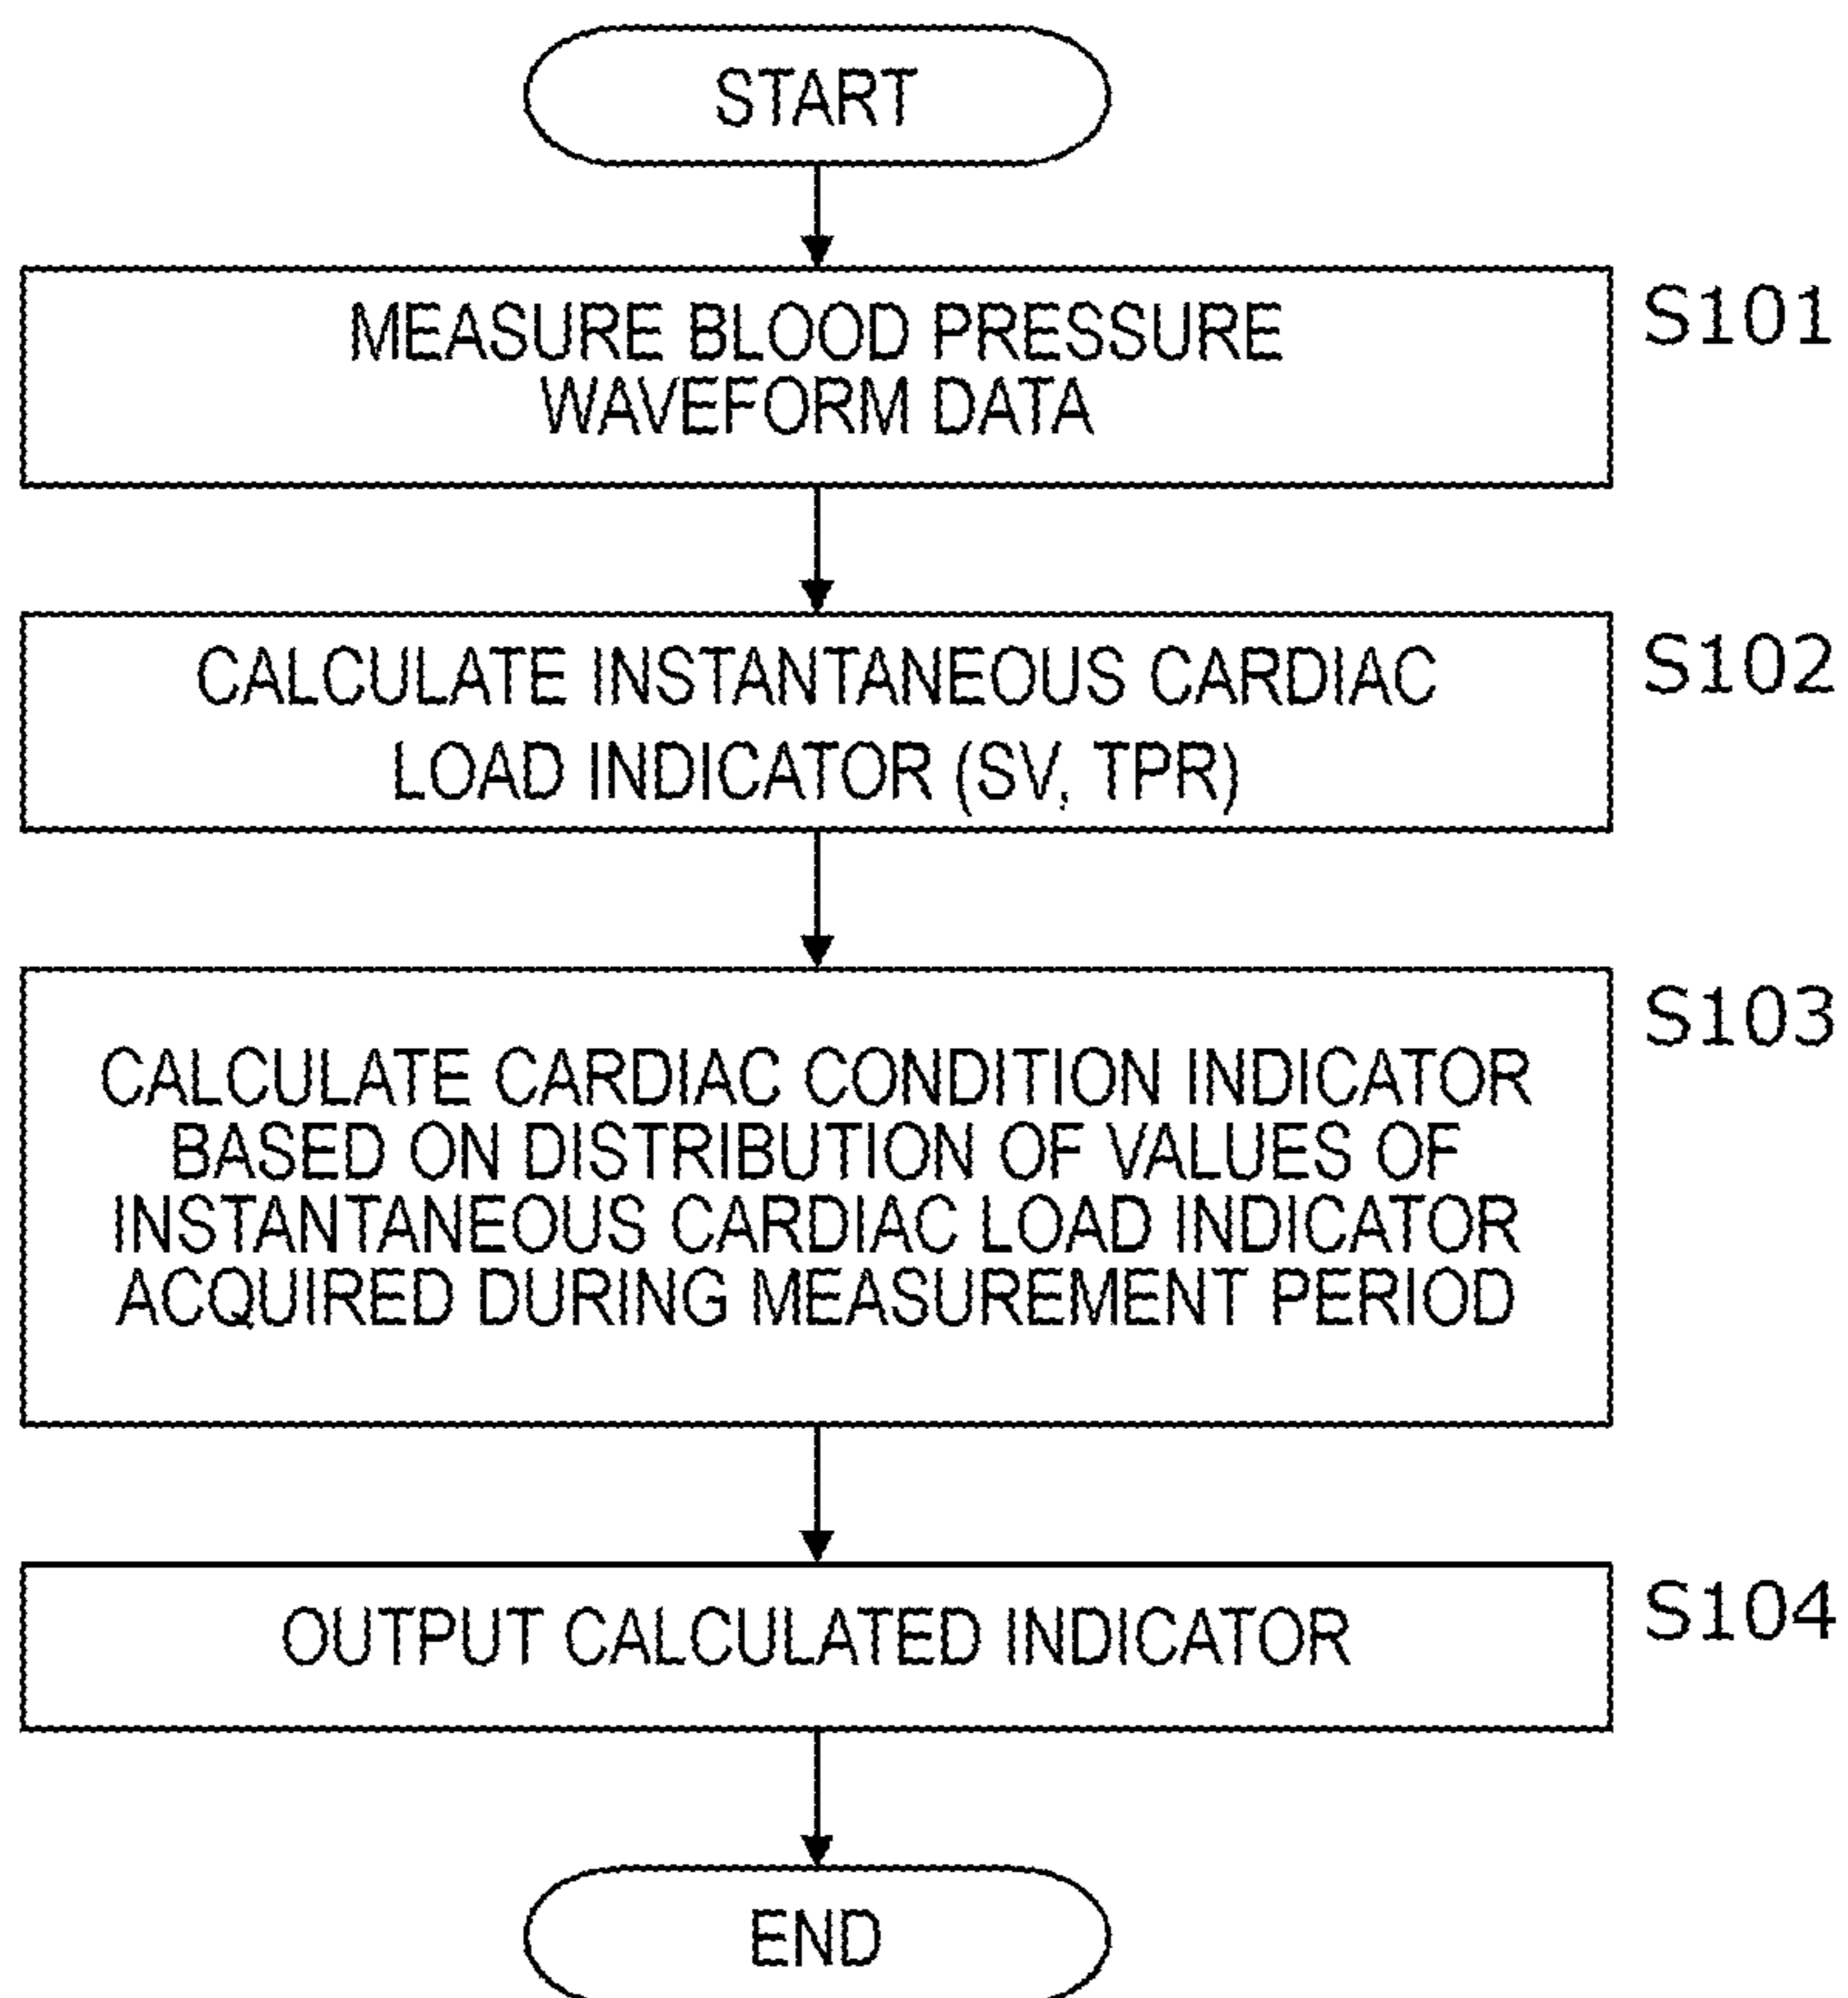 START
MEASURE BLOOD PRESSURE
WAVEFORM DATA
S101
CALCULATE INSTANTANEOUS CARDIAC
LOAD INDICATOR (SV, TPR)
S102
CALCULATE CARDIAC CONDITION INDICATOR
BASED ON DISTRIBUTION OF VALUES OF
INSTANTANEOUS CARDIAC LOAD INDICATOR
ACQUIRED DURING MEASUREMENT PERIOD
S103
OUTPUT CALCULATED INDICATOR
S104
END